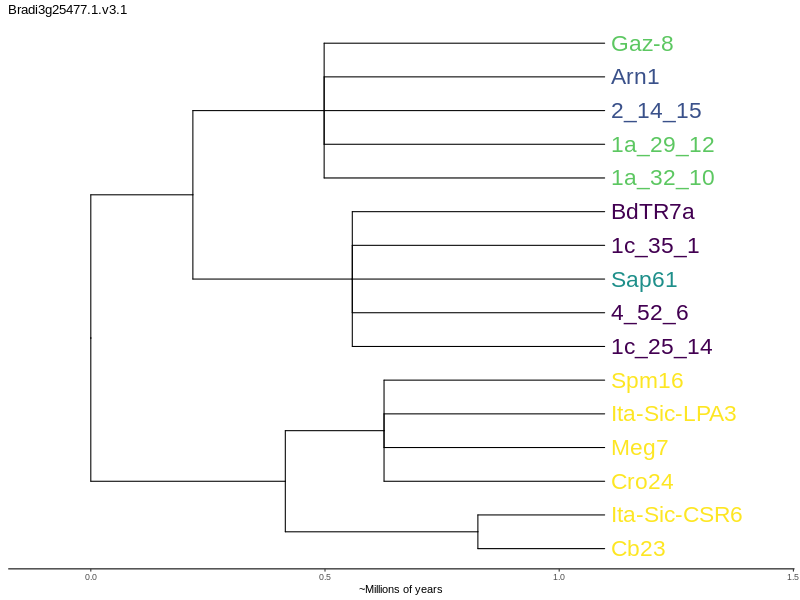 Bradi3g25477.1.v3.1
Gaz-8
Arn1
2_14_15
1a_29_12
1a_32_10
BdTR7a
1c_35_1
Sap61
4_52_6
1c_25_14
Spm16
Ita-Sic-LPA3
Meg7
Cro24
Ita-Sic-CSR6
Cb23
0.0 0.5 1.0 1.5
~Millions of years